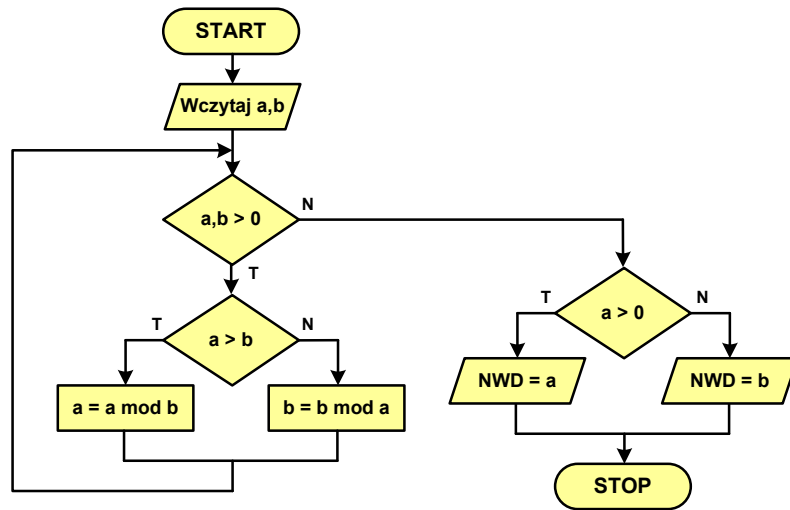 START
Wczytaj a,b
a,b > 0
N
T
a > b
T
N
a = a mod b
b = b mod a
a > 0
T
N
NWD = a
NWD = b
STOP